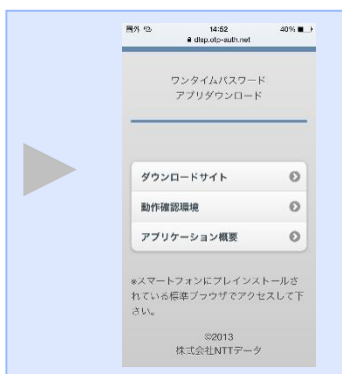 圏外
14:52
40%
dlsp.otp-auth.net
ワンタイムパスワード
アプリダウンロード
ダウンロードサイト
動作確認環境
アプリケーション概要
※スマートフォンにプレインストールさ
れている標準ブラウザでアクセスして下
さい。
©2013
株式会社NTTデータ